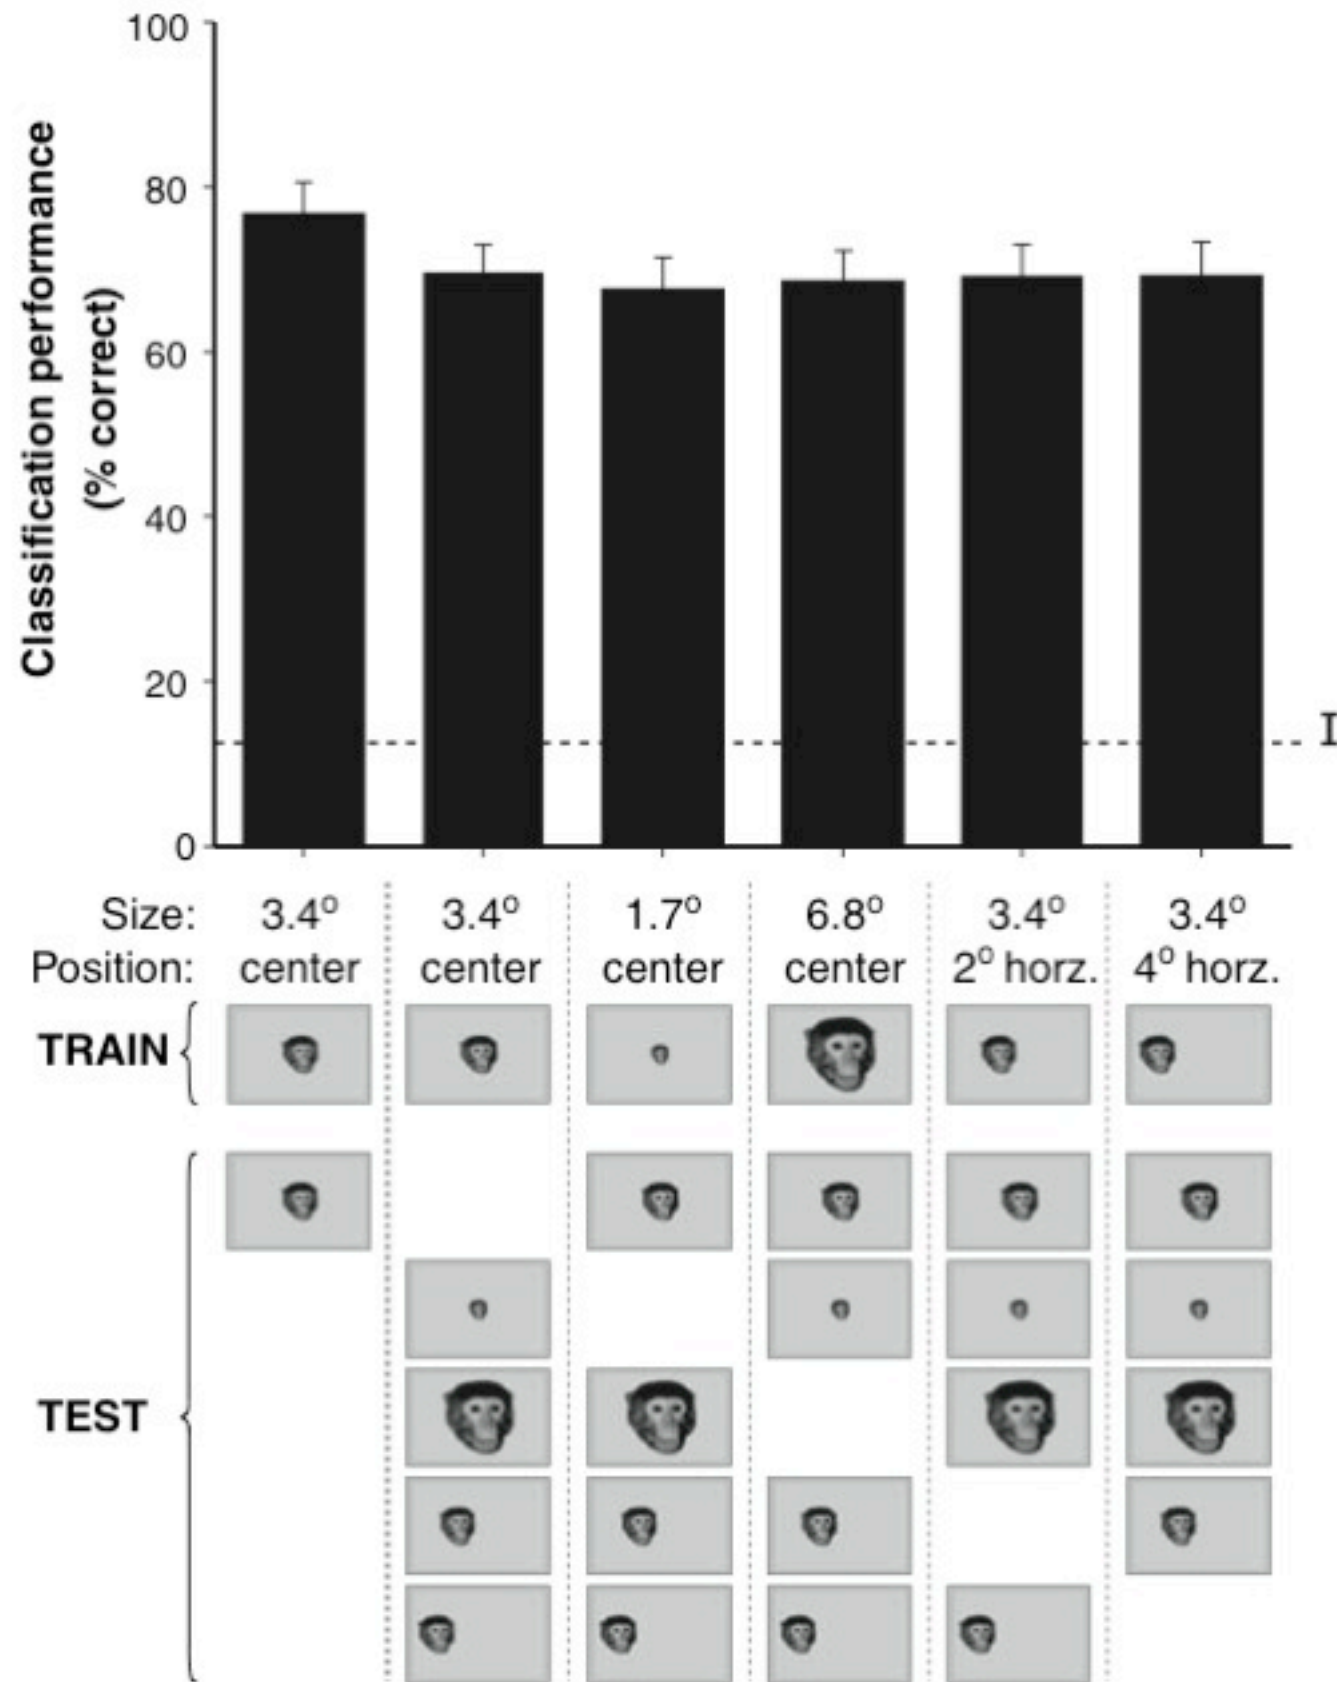 100
80
60
40
20
0
Classification performance
(% correct)
I
Size: 3.4° 3.4° 1.7° 6.8° 3.4° 3.4°
Position: center center center center 2° horz. 4° horz.
TRAIN
TEST